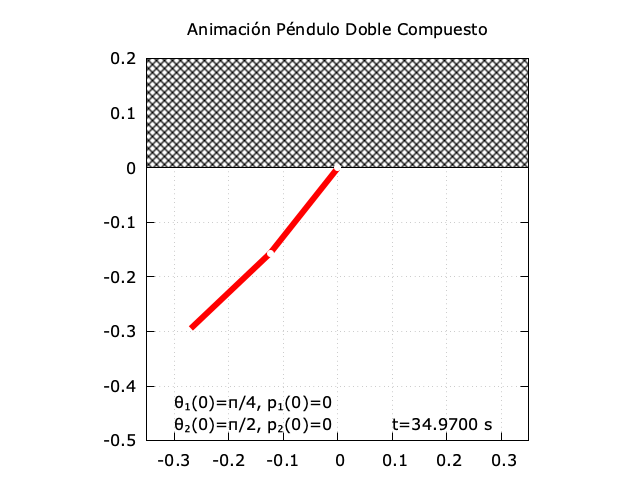 Animación Péndulo Doble Compuesto
0.2
0.1
0
-0.1
-0.2
-0.3
-0.4
-0.5
θ₁(0)=π/4, p₁(0)=0
θ₂(0)=π/2, p₂(0)=0 t=34.9700 s
-0.3 -0.2 -0.1 0 0.1 0.2 0.3